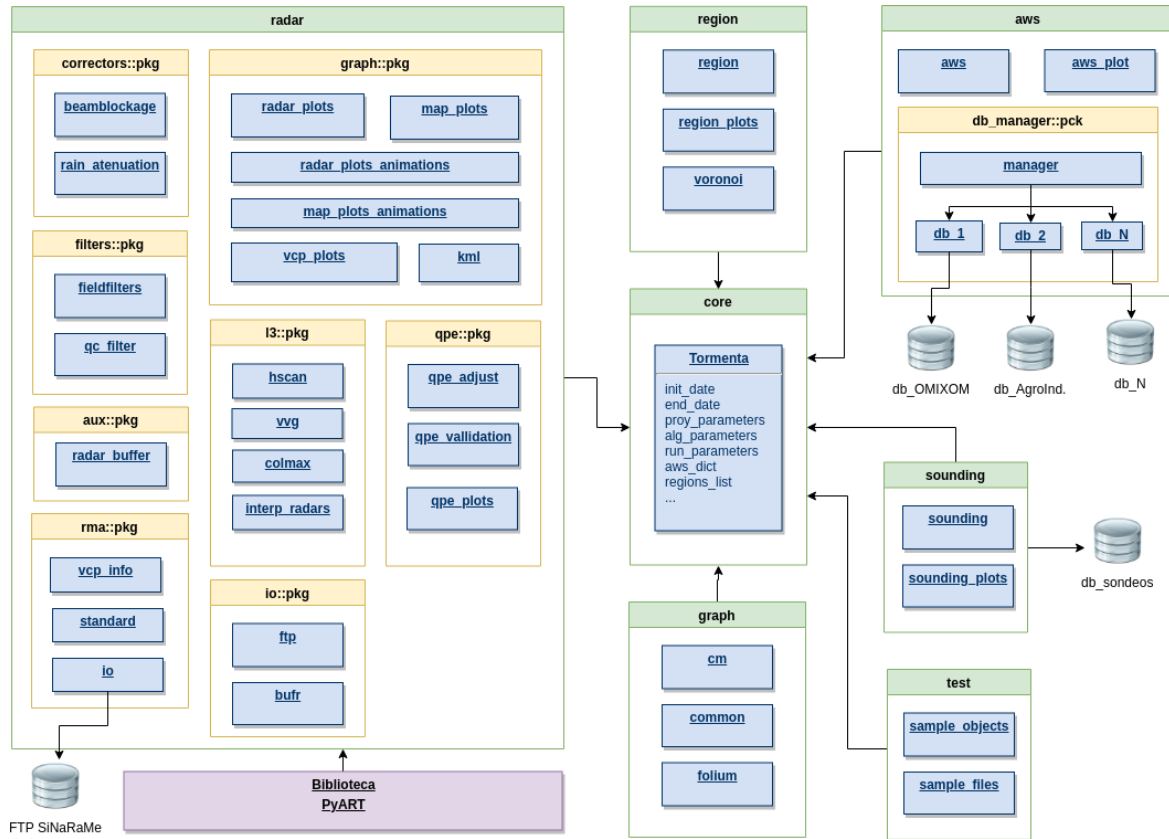 radar
correctors::pkg
beamblockage
rain_atenuation
filters::pkg
fieldfilters
qc_filter
aux::pkg
radar_buffer
rma::pkg
vcp_info
standard
io
FTP SiNaRaMe
graph::pkg
radar_plots
map_plots
radar_plots_animations
map_plots_animations
vcp_plots
kml
l3::pkg
hscan
vvg
colmax
interp_radars
qpe::pkg
qpe_adjust
qpe_vallidation
qpe_plots
io::pkg
ftp
bufr
Biblioteca
PyART
region
region
region_plots
voronoi
core
Tormenta
init_date
end_date
proy_parameters
alg_parameters
run_parameters
aws_dict
regions_list
...
graph
cm
common
folium
aws
aws
aws_plot
db_manager::pck
manager
db_1
db_2
db_N
db_OMIXOM
db_AgroInd.
db_N
sounding
sounding
sounding_plots
db_sondeos
test
sample_objects
sample_files